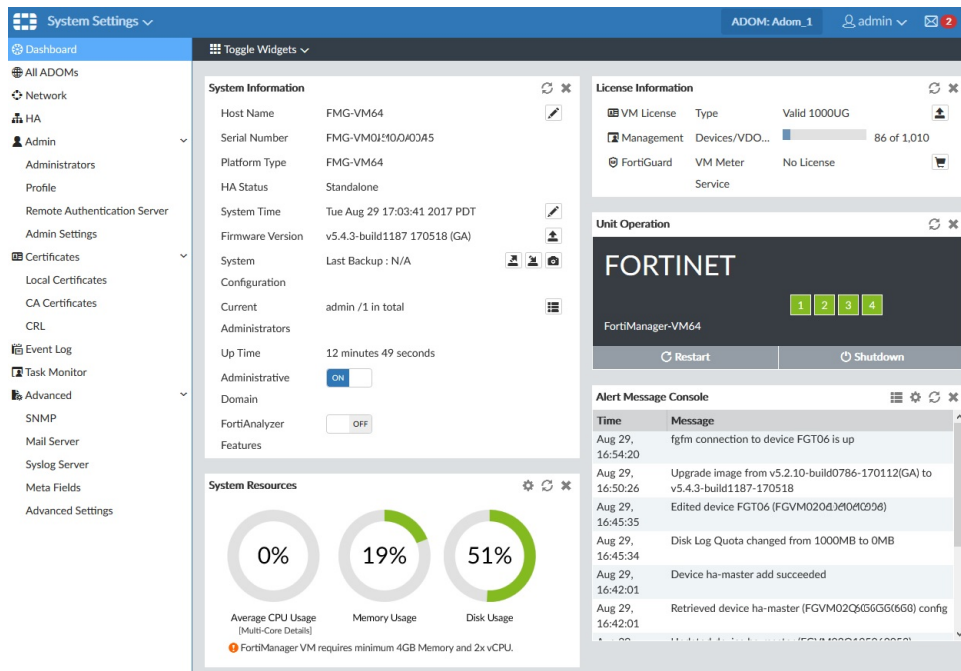 System Settings
ADOM: Adom_1
admin
2
Dashboard
Toggle Widgets
All ADOMs
Network
HA
Admin
Administrators
Profile
Remote Authentication Server
Admin Settings
Certificates
Local Certificates
CA Certificates
CRL
Event Log
Task Monitor
Advanced
SNMP
Mail Server
Syslog Server
Meta Fields
Advanced Settings
System Information
Host Name FMG-VM64
Serial Number
Platform Type FMG-VM64
HA Status Standalone
System Time Tue Aug 29 17:03:41 2017 PDT
Firmware Version v5.4.3-build1187 170518 (GA)
System Last Backup : N/A
Configuration
Current admin /1 in total
Administrators
Up Time 12 minutes 49 seconds
Administrative ON
Domain
FortiAnalyzer OFF
Features
System Resources
0%
19%
51%
Average CPU Usage Memory Usage Disk Usage
[Multi-Core Details]
FortiManager VM requires minimum 4GB Memory and 2x vCPU.
License Information
VM License Type Valid 1000UG
Management Devices/VDO... 86 of 1,010
FortiGuard VM Meter No License
Service
Unit Operation
FORTINET
1 2 3 4
FortiManager-VM64
Restart Shutdown
Alert Message Console
Time Message
Aug 29, fgfm connection to device FGT06 is up
16:54:20
Aug 29, Upgrade image from v5.2.10-build0786-170112(GA) to
16:50:26 v5.4.3-build1187-170518
Aug 29, Edited device FGT06
16:45:35
Aug 29, Disk Log Quota changed from 1000MB to 0MB
16:45:34
Aug 29, Device ha-master add succeeded
16:42:01
Aug 29, Retrieved device ha-master config
16:42:01